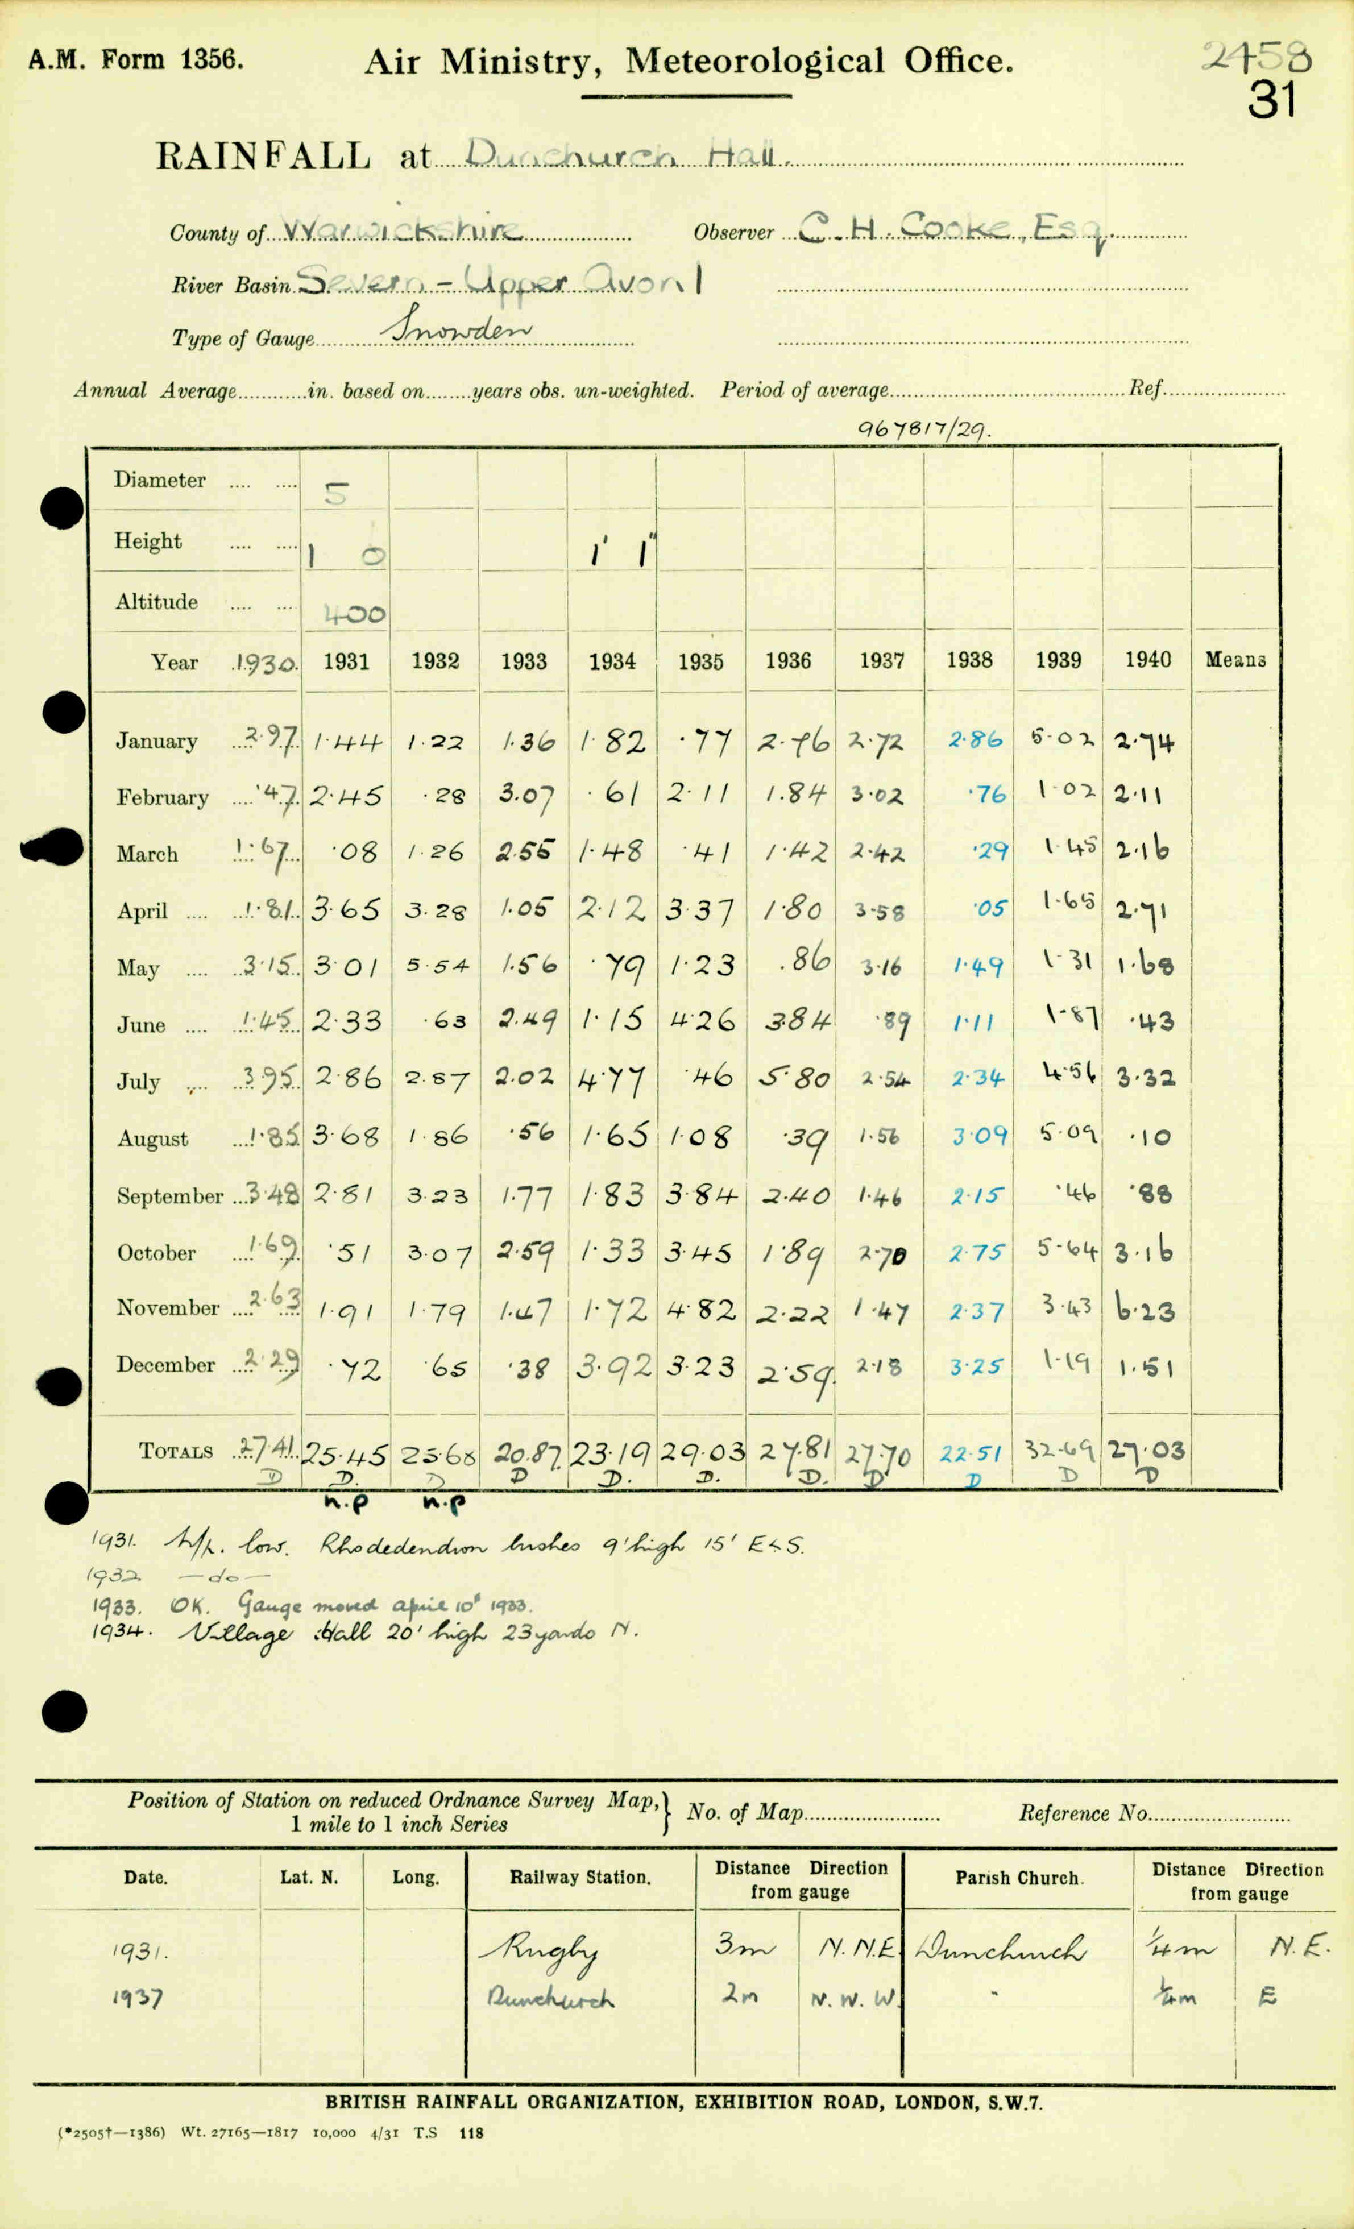 A.M. Form 1356.
Air Ministry, Meteorological Office.
2458
31
RAINFALL at Dunchurch Hall.
County of Warwickshire Observer C. H. Cooke, Esq.
River Basin Severn - Upper Avon 1
Type of Gauge Snowden
Annual Average in. based on years obs. un-weighted. Period of average Ref.
967817/29.
Diameter 5
Height 1 0 1' 1"
Altitude 400
Year 1930. 1931 1932 1933 1934 1935 1936 1937 1938 1939 1940 Means
January 2.97 1.44 1.22 1.36 1.82 .77 2.76 2.72 2.86 5.02 2.74
February .47 2.45 .28 3.07 .61 2.11 1.84 3.02 .76 1.02 2.11
March 1.67 .08 1.26 2.55 1.48 .41 1.42 2.42 .29 1.45 2.16
April 1.81 3.65 3.28 1.05 2.12 3.37 1.80 3.58 .05 1.65 2.71
May 3.15 3.01 5.54 1.56 .79 1.23 .86 3.16 1.49 1.31 1.68
June 1.45 2.33 .63 2.49 1.15 4.26 3.84 .89 1.11 1.87 .43
July 3.95 2.86 2.87 2.02 4.77 .46 5.80 2.54 2.34 4.56 3.32
August 1.85 3.68 1.86 .56 1.65 1.08 .39 1.56 3.09 5.09 .10
September 3.48 2.81 3.23 1.77 1.83 3.84 2.40 1.46 2.15 .46 .88
October 1.69 .51 3.07 2.59 1.33 3.45 1.89 2.70 2.75 5.64 3.16
November 2.63 1.91 1.79 1.47 1.72 4.82 2.22 1.47 2.37 3.43 6.23
December 2.29 .72 .65 .38 3.92 3.23 2.59. 2.18 3.25 1.19 1.51
TOTALS 27.41 25.45 25.68 20.87 23.19 29.03 27.81 27.70 22.51 32.69 27.03
D D. D D D. D. D. D D D D
n.p n.p
1931. n/p. low. Rhodedendron bushes 9' high 15' E & S.
1932 —do—
1933. OK. Gauge moved april 10th 1933.
1934. Village Hall 20' high 23 yards N.
Position of Station on reduced Ordnance Survey Map, } No. of Map Reference No.
1 mile to 1 inch Series
Date. Lat. N. Long. Railway Station. Distance Direction from gauge Parish Church. Distance Direction from gauge
1931. Rugby 3m N.N.E. Dunchurch ¼m N.E.
1937 Dunchurch 2m N.N.W. " ¼m E
BRITISH RAINFALL ORGANIZATION, EXHIBITION ROAD, LONDON, S.W.7.
(*2505†—1386) Wt. 27165—1817 10,000 4/31 T.S 118